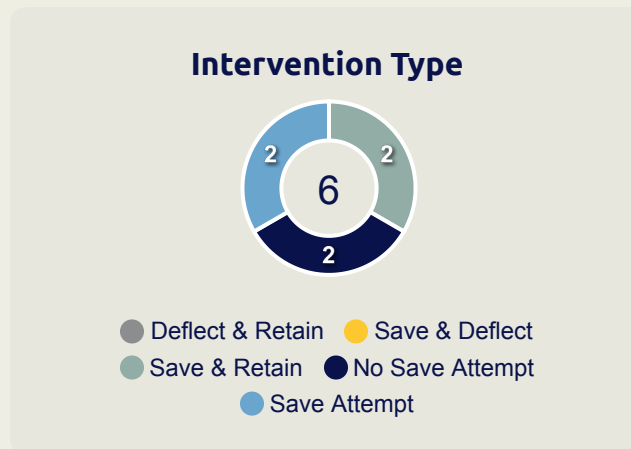 Intervention Type
2 2
6
2
Deflect & Retain Save & Deflect
Save & Retain No Save Attempt
Save Attempt